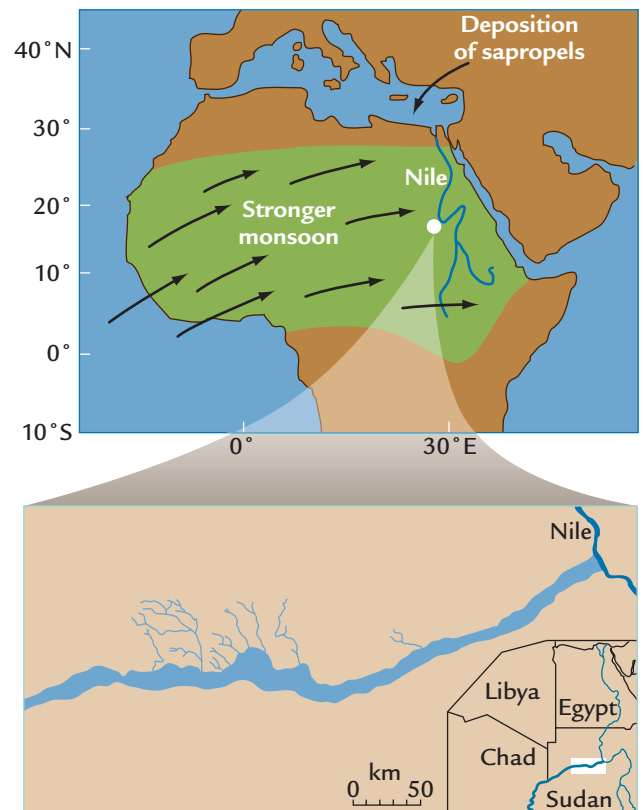 Deposition
of sapropels
40°N
30°
20°
10°
0°
10°S
Nile
Stronger
monsoon
0°
30°E
Nile
Libya
Egypt
Chad
Sudan
km
0
50